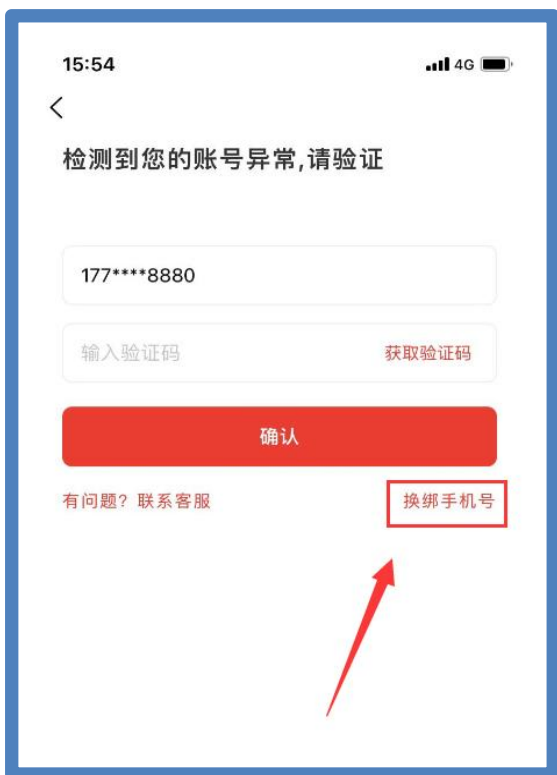 15:54 4G
检测到您的账号异常,请验证
177****8880
输入验证码 获取验证码
确认
有问题? 联系客服 换绑手机号